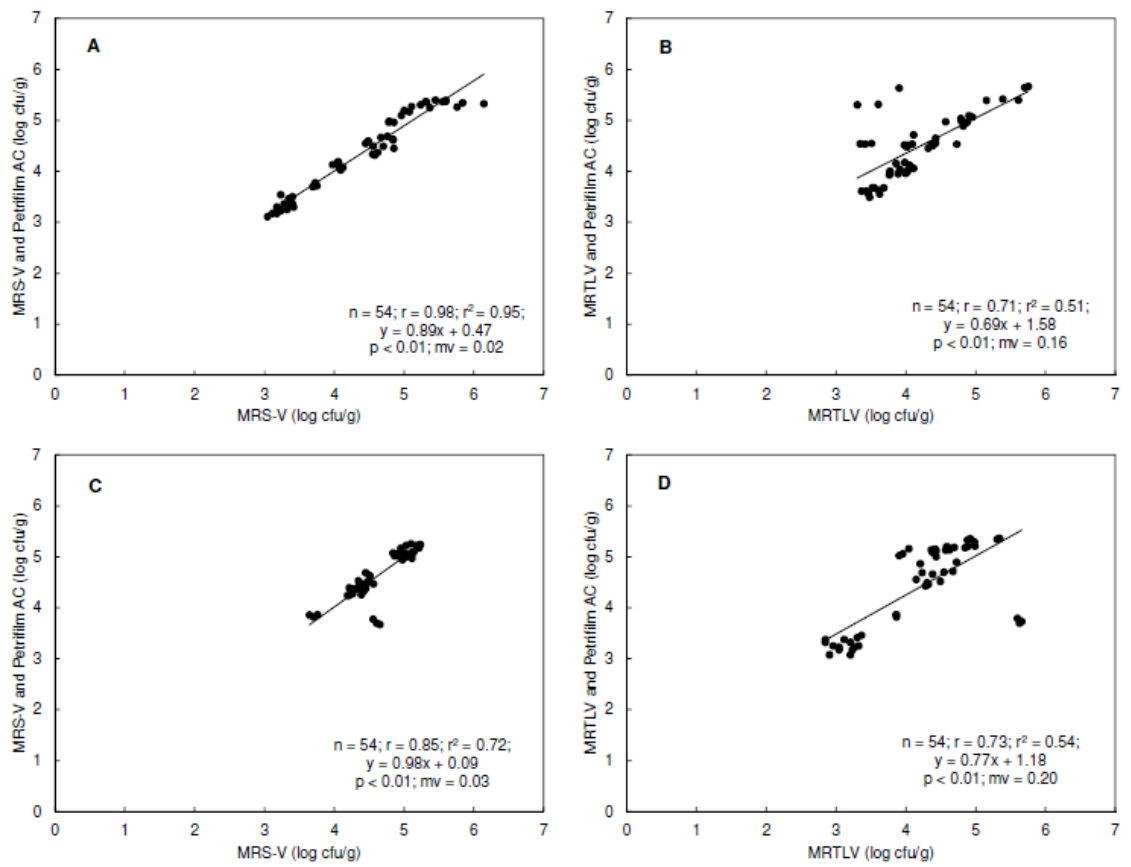 A
MRS-V and Petrifilm AC (log cfu/g)
7
6
5
4
3
2
1
0
n = 54; r = 0.98; r² = 0.95;
y = 0.89x + 0.47
p < 0.01; mv = 0.02
0 1 2 3 4 5 6 7
MRS-V (log cfu/g)
B
MRTLV and Petrifilm AC (log cfu/g)
7
6
5
4
3
2
1
0
n = 54; r = 0.71; r² = 0.51;
y = 0.69x + 1.58
p < 0.01; mv = 0.16
0 1 2 3 4 5 6 7
MRTLV (log cfu/g)
C
MRS-V and Petrifilm AC (log cfu/g)
7
6
5
4
3
2
1
0
n = 54; r = 0.85; r² = 0.72;
y = 0.98x + 0.09
p < 0.01; mv = 0.03
0 1 2 3 4 5 6 7
MRS-V (log cfu/g)
D
MRTLV and Petrifilm AC (log cfu/g)
7
6
5
4
3
2
1
0
n = 54; r = 0.73; r² = 0.54;
y = 0.77x + 1.18
p < 0.01; mv = 0.20
0 1 2 3 4 5 6 7
MRTLV (log cfu/g)